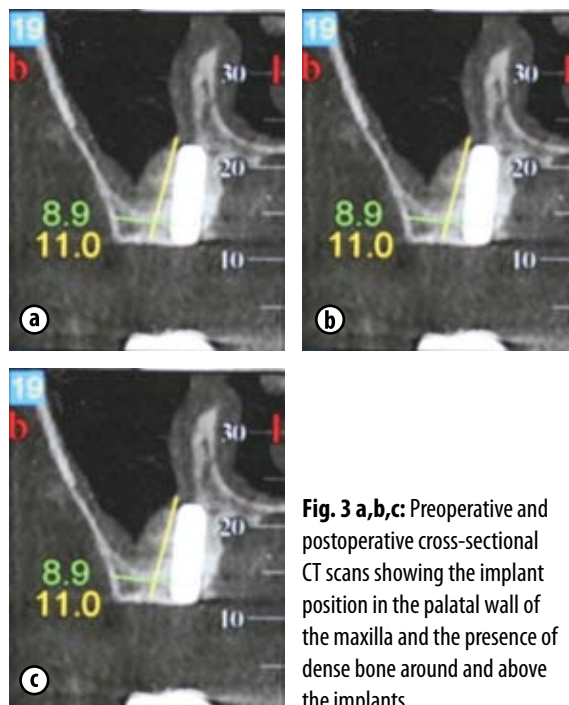 19
b
30
20
8.9
11.0
10
a
19
b
30
20
8.9
11.0
10
b
19
b
30
20
8.9
11.0
10
c
Fig. 3 a,b,c: Preoperative and
postoperative cross-sectional
CT scans showing the implant
position in the palatal wall of
the maxilla and the presence of
dense bone around and above
the implants